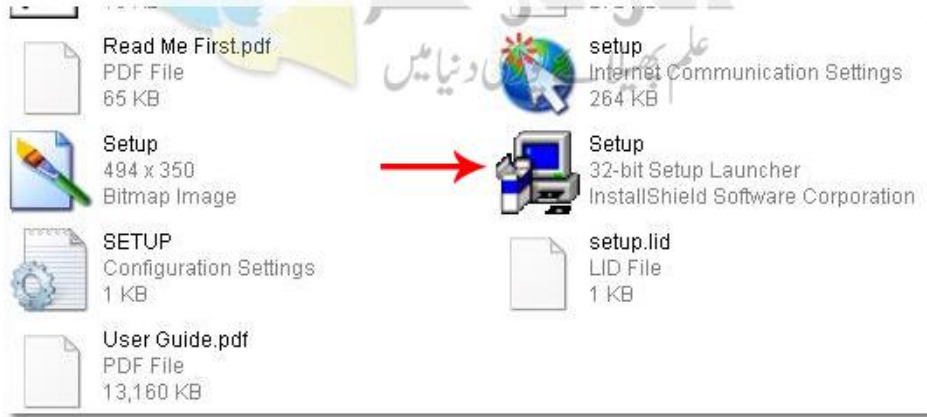 Read Me First.pdf
PDF File
65 KB
setup
Internet Communication Settings
264 KB
Setup
494 x 350
Bitmap Image
Setup
32-bit Setup Launcher
InstallShield Software Corporation
SETUP
Configuration Settings
1 KB
setup.lid
LID File
1 KB
User Guide.pdf
PDF File
13,160 KB